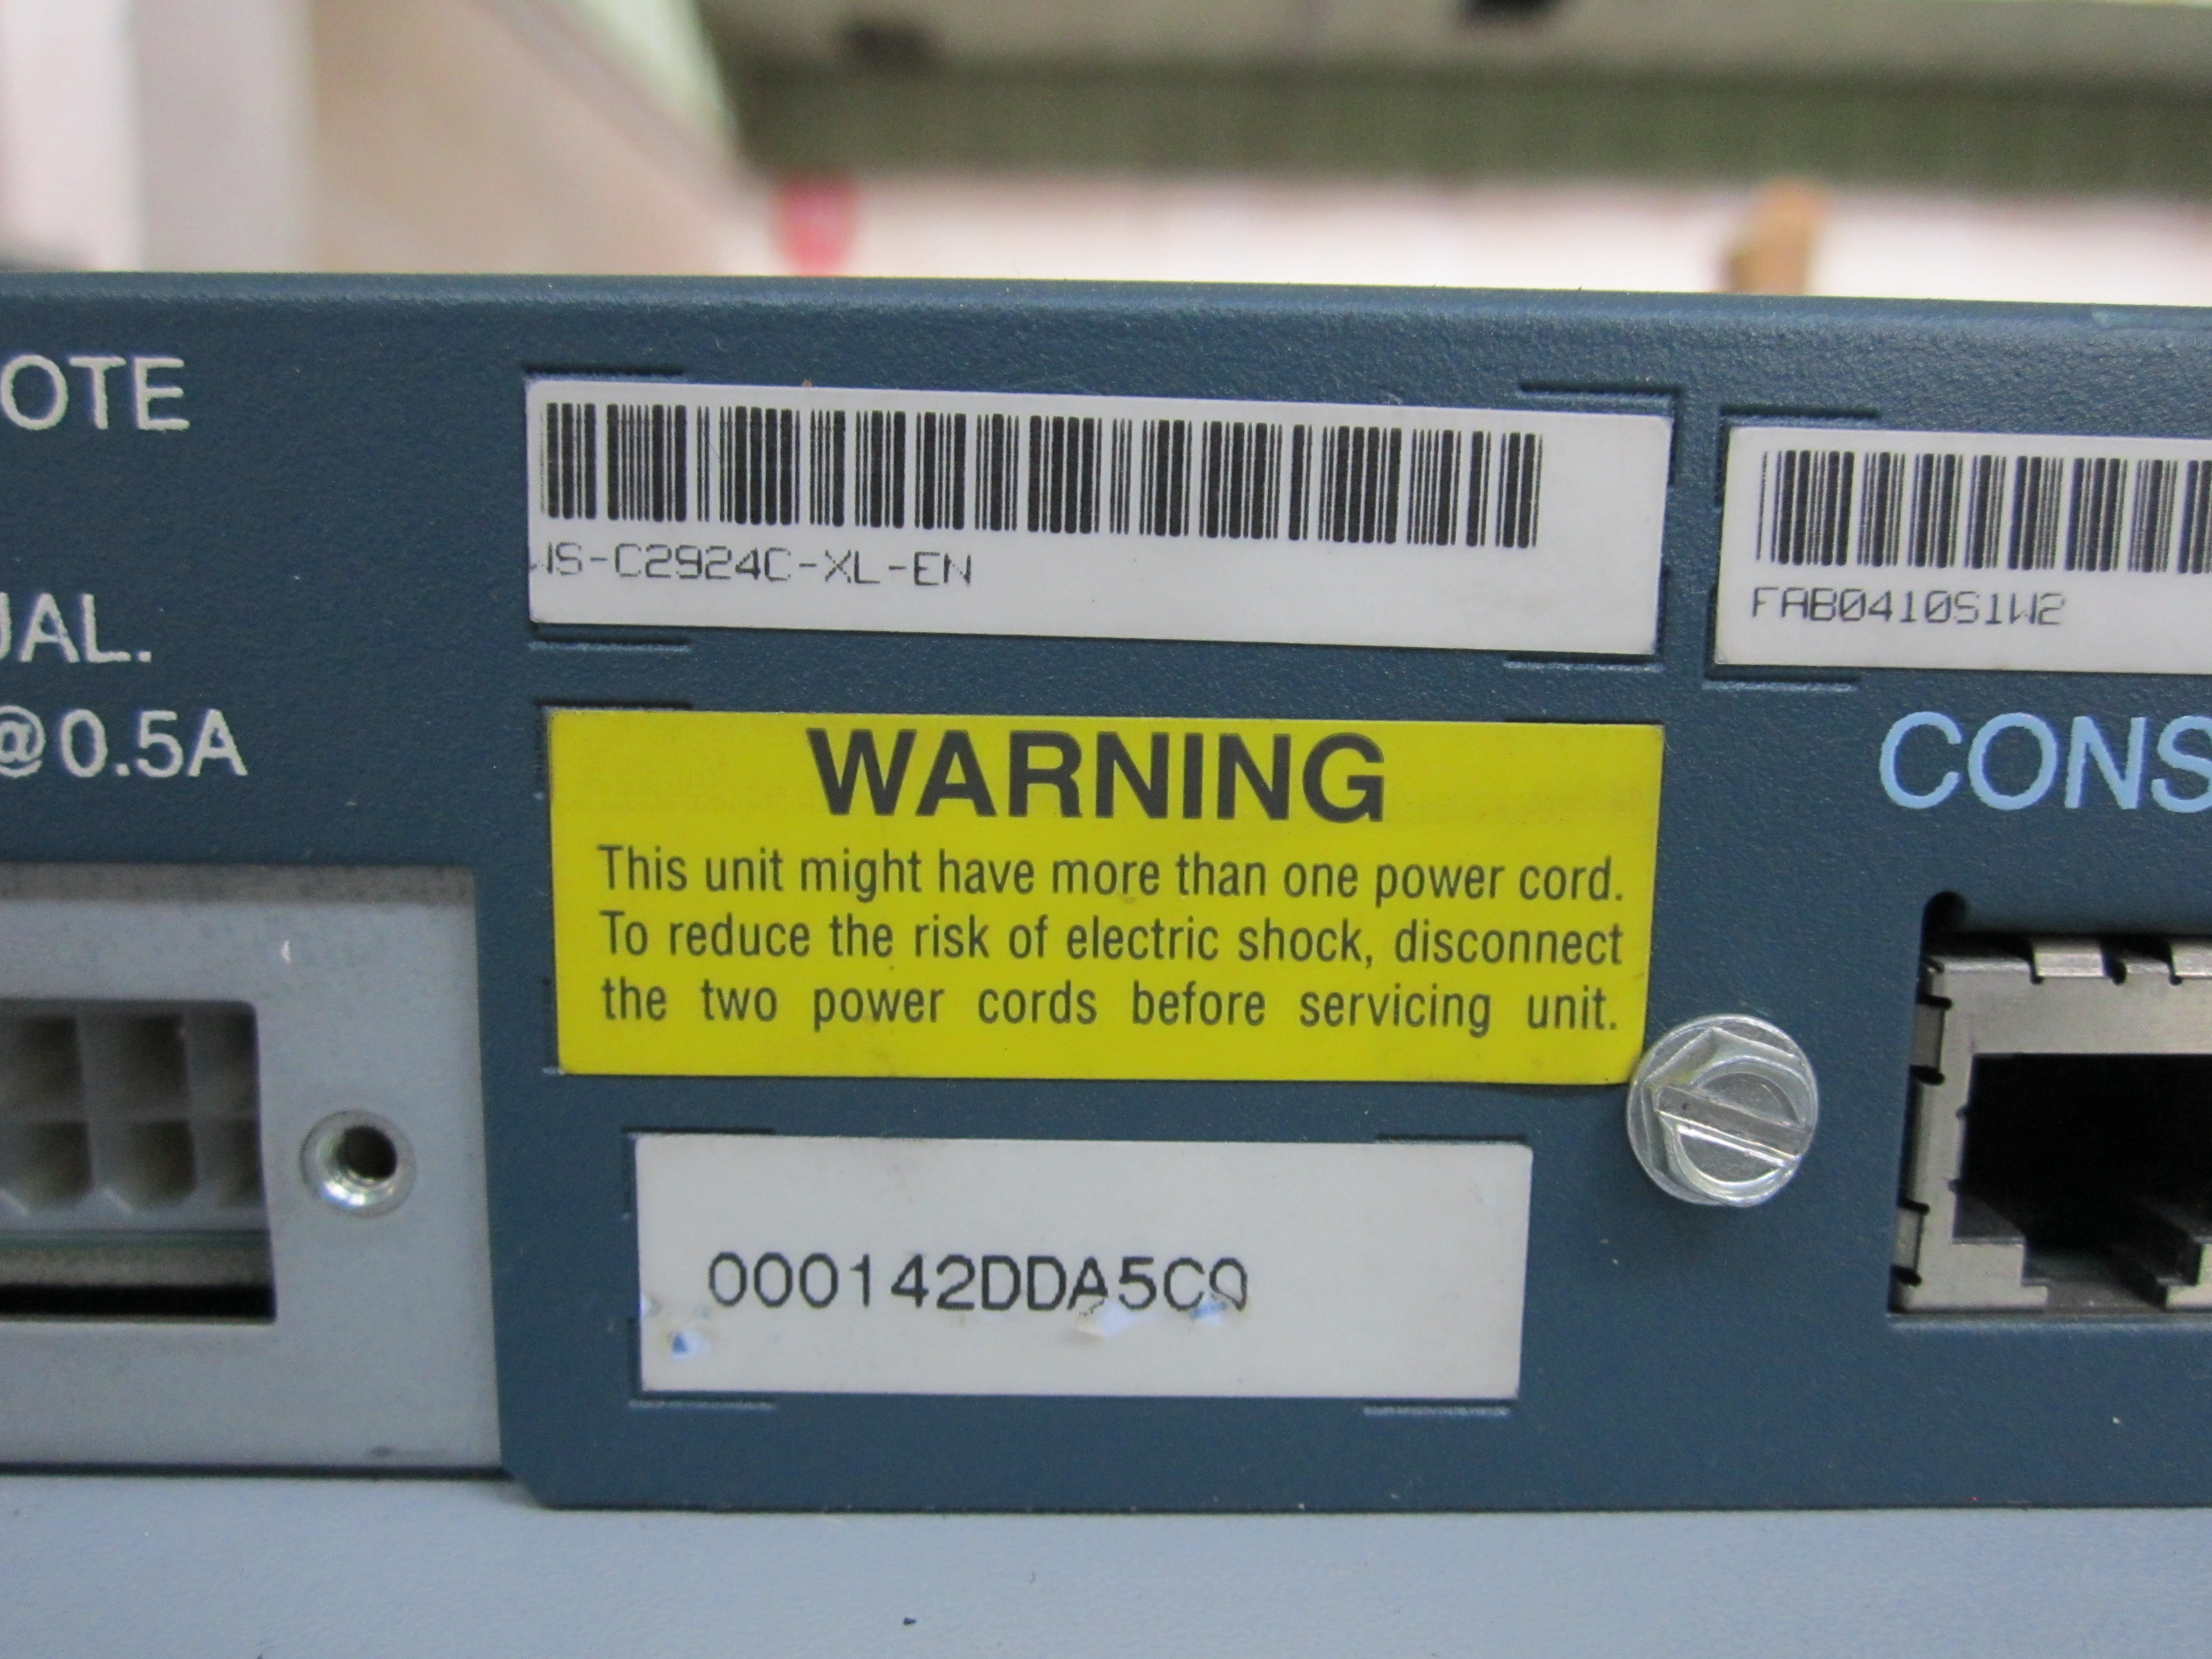 OTE
WS-C2924C-XL-EN
FAB0410S1W2
UAL.
@0.5A
WARNING
This unit might have more than one power cord.
To reduce the risk of electric shock, disconnect
the two power cords before servicing unit.
CONS
000142DDA5C0